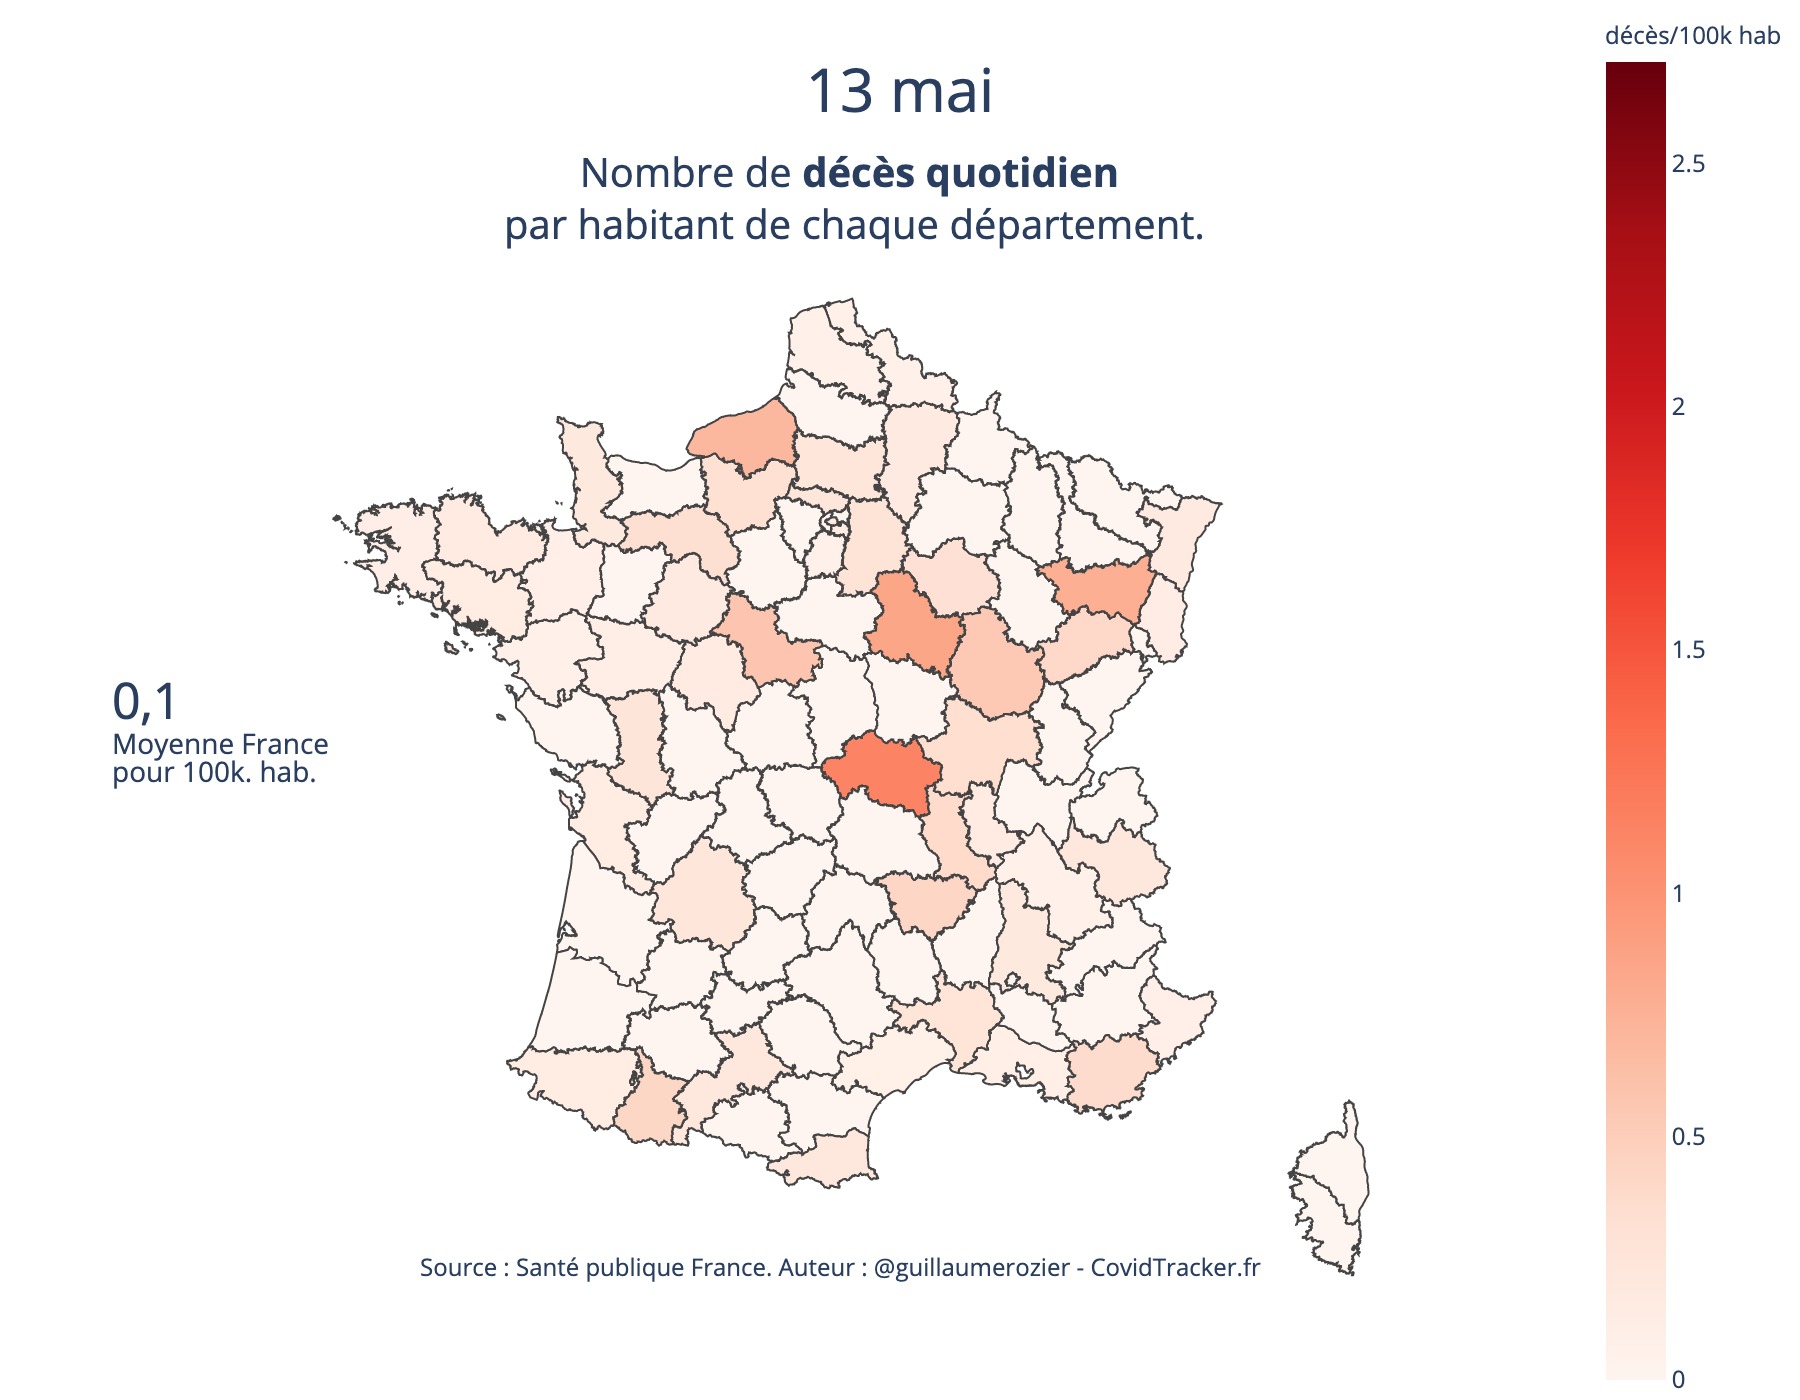 13 mai
Nombre de décès quotidien
par habitant de chaque département.
décès/100k hab
2.5
2
1.5
1
0.5
0
0,1
Moyenne France
pour 100k. hab.
Source : Santé publique France. Auteur : @guillaumerozier - CovidTracker.fr